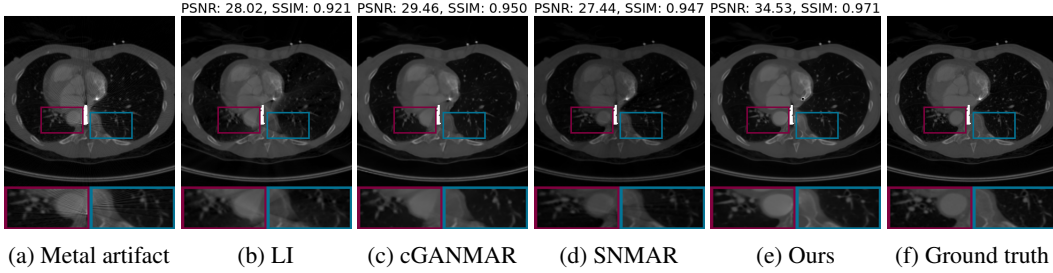 PSNR: 28.02, SSIM: 0.921 PSNR: 29.46, SSIM: 0.950 PSNR: 27.44, SSIM: 0.947 PSNR: 34.53, SSIM: 0.971
(a) Metal artifact (b) LI (c) cGANMAR (d) SNMAR (e) Ours (f) Ground truth